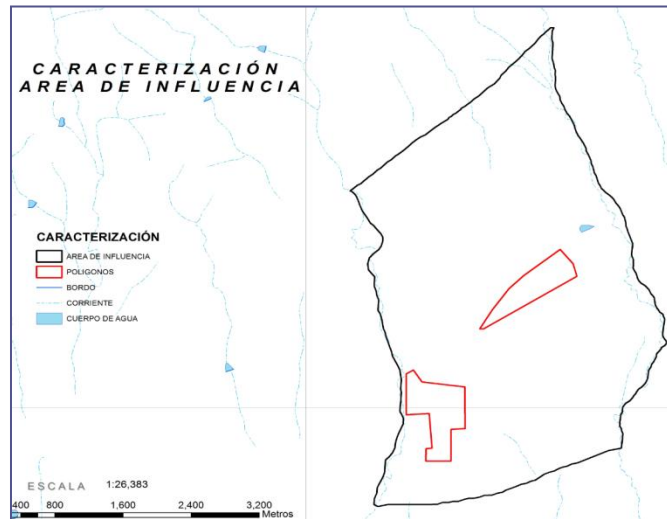 CARACTERIZACIÓN
AREA DE INFLUENCIA
CARACTERIZACIÓN
AREA DE INFLUENCIA
POLIGONOS
BORDO
CORRIENTE
CUERPO DE AGUA
ESCALA 1:26,383
400 800 1,600 2,400 3,200
Metros